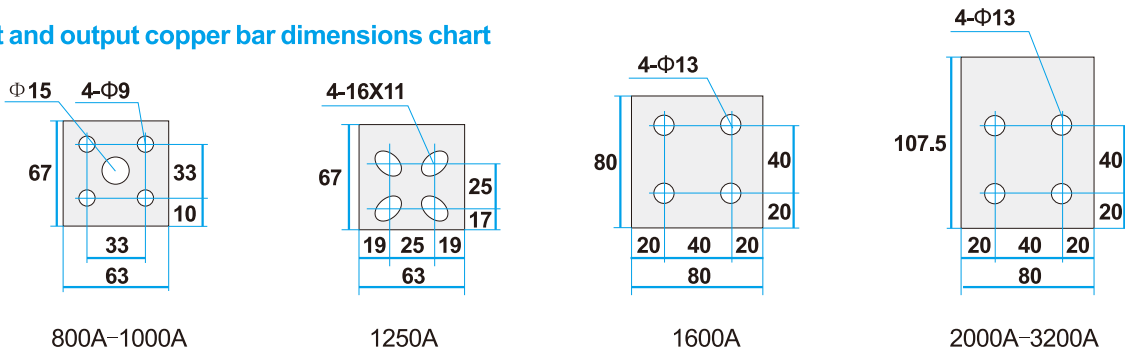 t and output copper bar dimensions chart
Φ15 4-Φ9
67
33
10
33
63
800A-1000A
4-16X11
67
25
17
19 25 19
63
1250A
4-Φ13
80
40
20
20 40 20
80
1600A
4-Φ13
107.5
40
20
20 40 20
80
2000A-3200A